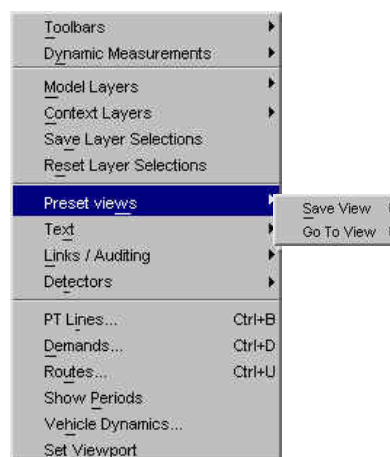 Toolbars
Dynamic Measurements
Model Layers
Context Layers
Save Layer Selections
Reset Layer Selections
Preset views
Save View
Text
Go To View
Links / Auditing
Detectors
PT Lines... Ctrl+B
Demands... Ctrl+D
Routes... Ctrl+U
Show Periods
Vehicle Dynamics...
Set Viewport